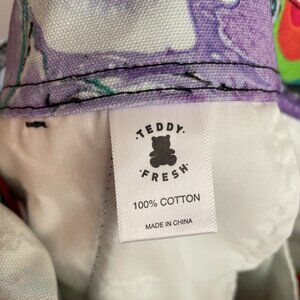 TEDDY
FRESH
100% COTTON
MADE IN CHINA